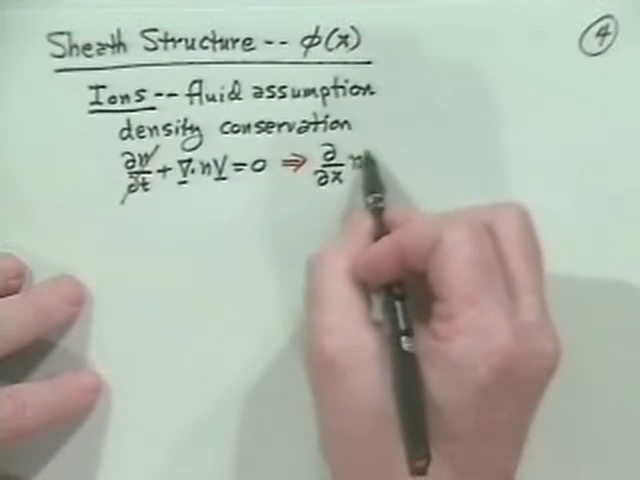 Sheath Structure -- φ(x)
4
Ions -- fluid assumption
density conservation
∂n/∂t + ∇·nV = 0 ⇒ ∂/∂x n